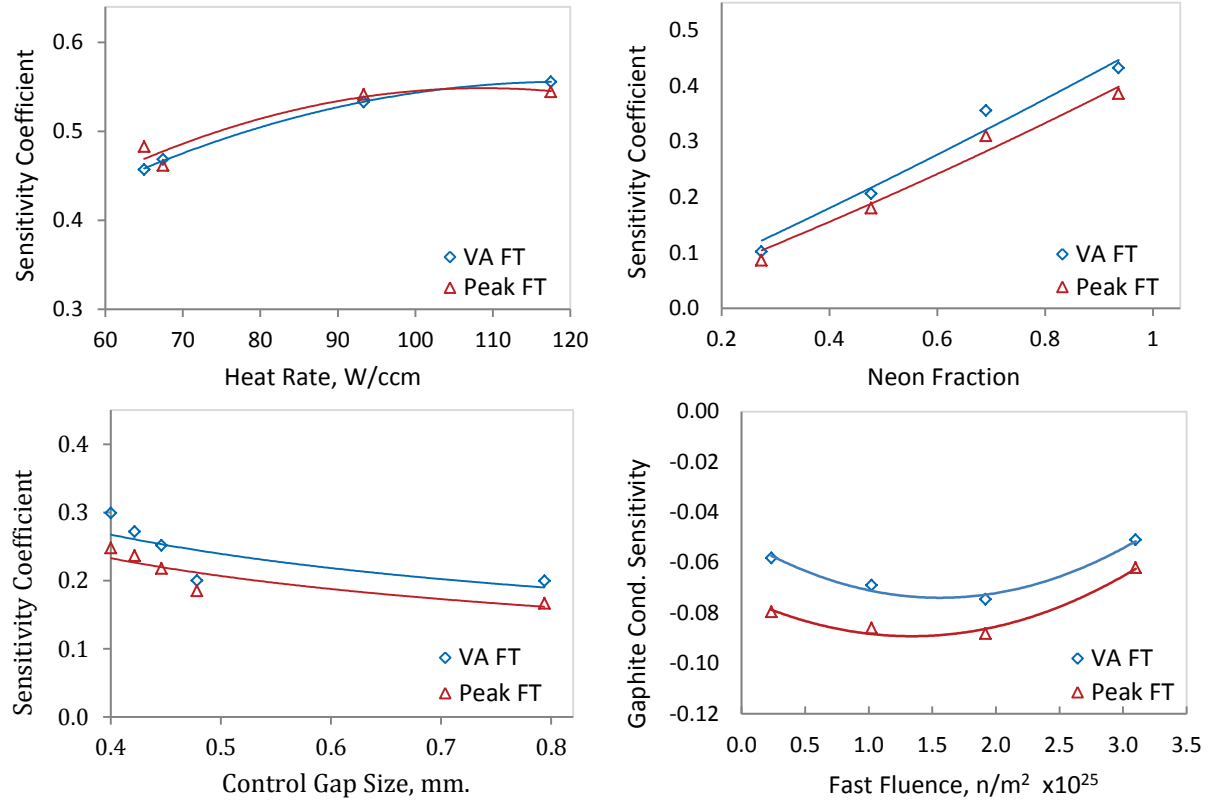 Sensitivity Coefficient
0.6
0.5
0.4
0.3
60 70 80 90 100 110 120
Heat Rate, W/ccm
VA FT
Peak FT
Sensitivity Coefficient
0.5
0.4
0.3
0.2
0.1
0.0
0.2 0.4 0.6 0.8 1
Neon Fraction
VA FT
Peak FT
Sensitivity Coefficient
0.4
0.3
0.2
0.1
0.0
0.4 0.5 0.6 0.7 0.8
Control Gap Size, mm.
VA FT
Peak FT
Gaphite Cond. Sensitivity
0.00
-0.02
-0.04
-0.06
-0.08
-0.10
-0.12
0.0 0.5 1.0 1.5 2.0 2.5 3.0 3.5
Fast Fluence, n/m² x10²⁵
VA FT
Peak FT